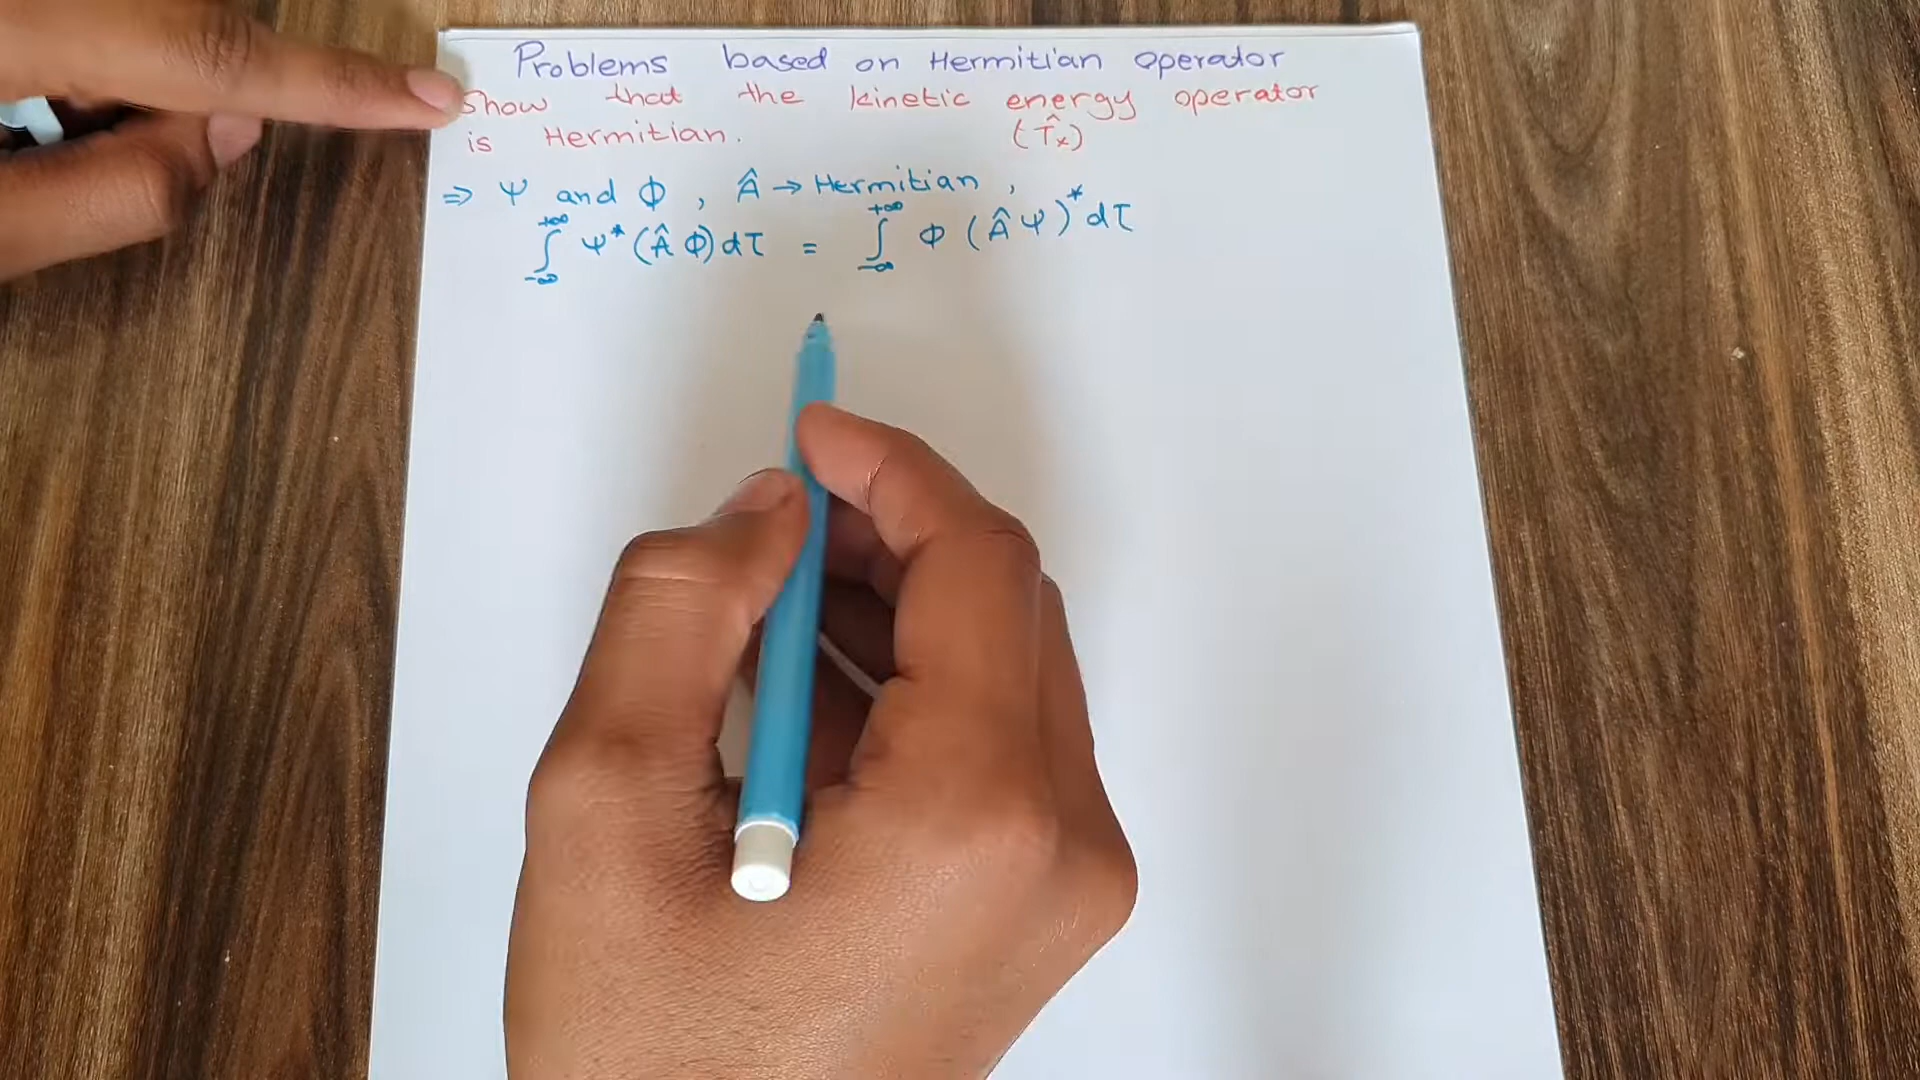 Problems based on Hermitian operator
Show that the kinetic energy operator
is Hermitian. (T̂ₓ)
⇒ Ψ and Φ , Â → Hermitian ,
∫₋∞⁺∞ Ψ* (Â Φ) dτ = ∫₋∞⁺∞ Φ (Â Ψ)* dτ